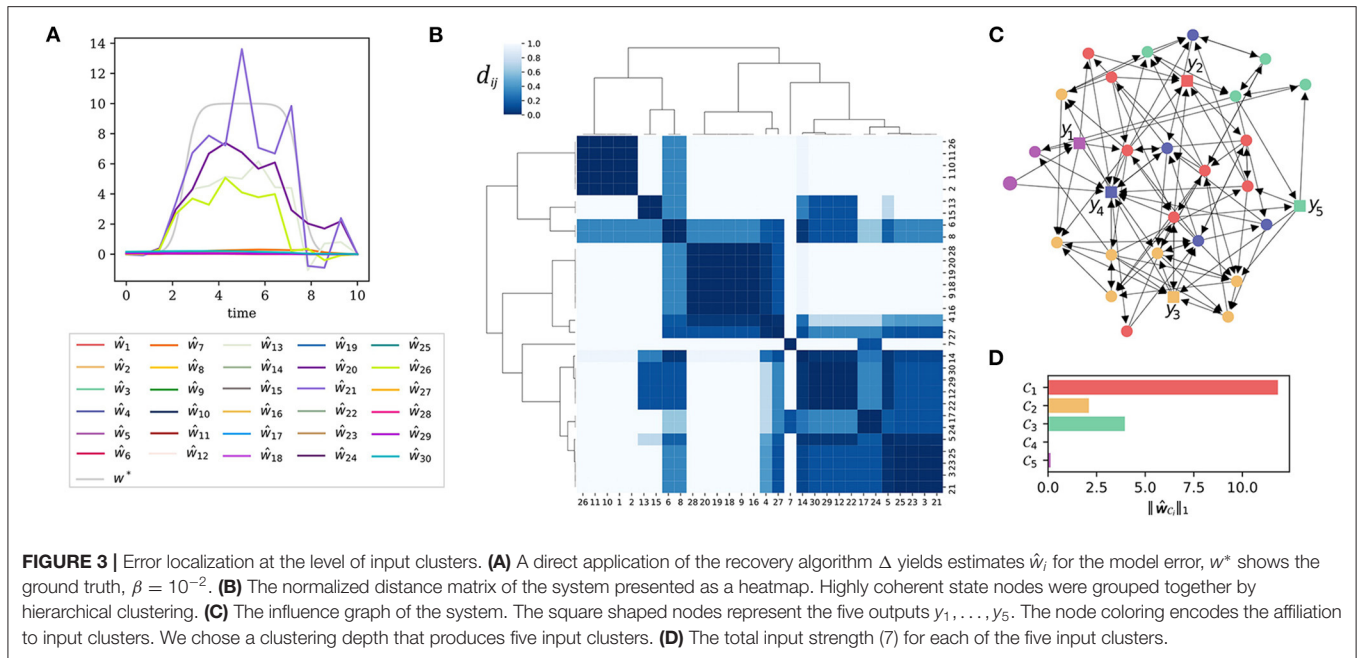 A
14
12
10
8
6
4
2
0
0 2 4 6 8 10
time
ŵ1 ŵ7 ŵ13 ŵ19 ŵ25
ŵ2 ŵ8 ŵ14 ŵ20 ŵ26
ŵ3 ŵ9 ŵ15 ŵ21 ŵ27
ŵ4 ŵ10 ŵ16 ŵ22 ŵ28
ŵ5 ŵ11 ŵ17 ŵ23 ŵ29
ŵ6 ŵ12 ŵ18 ŵ24 ŵ30
w*
B
dij
1.0
0.8
0.6
0.4
0.2
0.0
26 11 10 1 2 13 15 6 8 28 20 19 18 9 16 4 27 7 14 30 29 12 22 17 24 5 25 23 3 21
C
y2
y1
y4
y5
y3
D
C1
C2
C3
C4
C5
0.0 2.5 5.0 7.5 10.0
‖ŵCi‖1
FIGURE 3 | Error localization at the level of input clusters. (A) A direct application of the recovery algorithm Δ yields estimates ŵi for the model error, w* shows the
ground truth, β = 10−2. (B) The normalized distance matrix of the system presented as a heatmap. Highly coherent state nodes were grouped together by
hierarchical clustering. (C) The influence graph of the system. The square shaped nodes represent the five outputs y1, . . . , y5. The node coloring encodes the affiliation
to input clusters. We chose a clustering depth that produces five input clusters. (D) The total input strength (7) for each of the five input clusters.